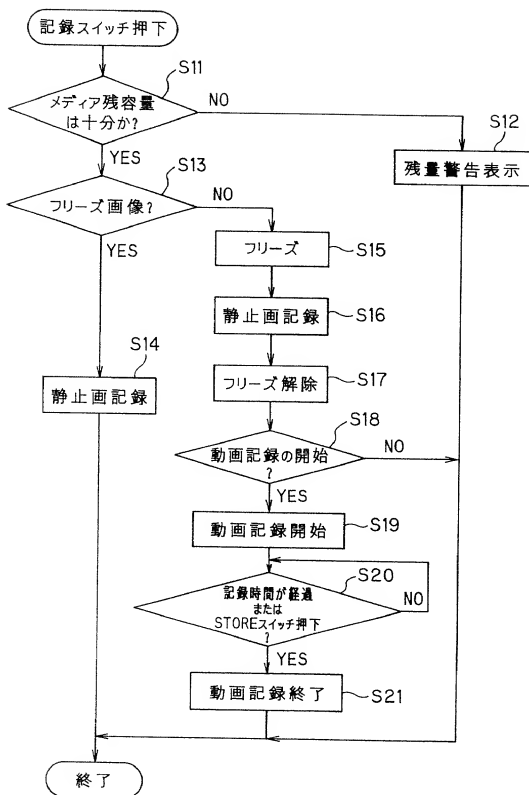 記録スイッチ押下
S11
メディア残容量
は十分か?
NO
YES
S12
残量警告表示
S13
フリーズ画像?
NO
YES
フリーズ
S15
静止画記録
S16
S14
静止画記録
フリーズ解除
S17
S18
動画記録の開始
?
NO
YES
動画記録開始
S19
S20
記録時間が経過
または
STOREスイッチ押下
?
NO
YES
動画記録終了
S21
終了